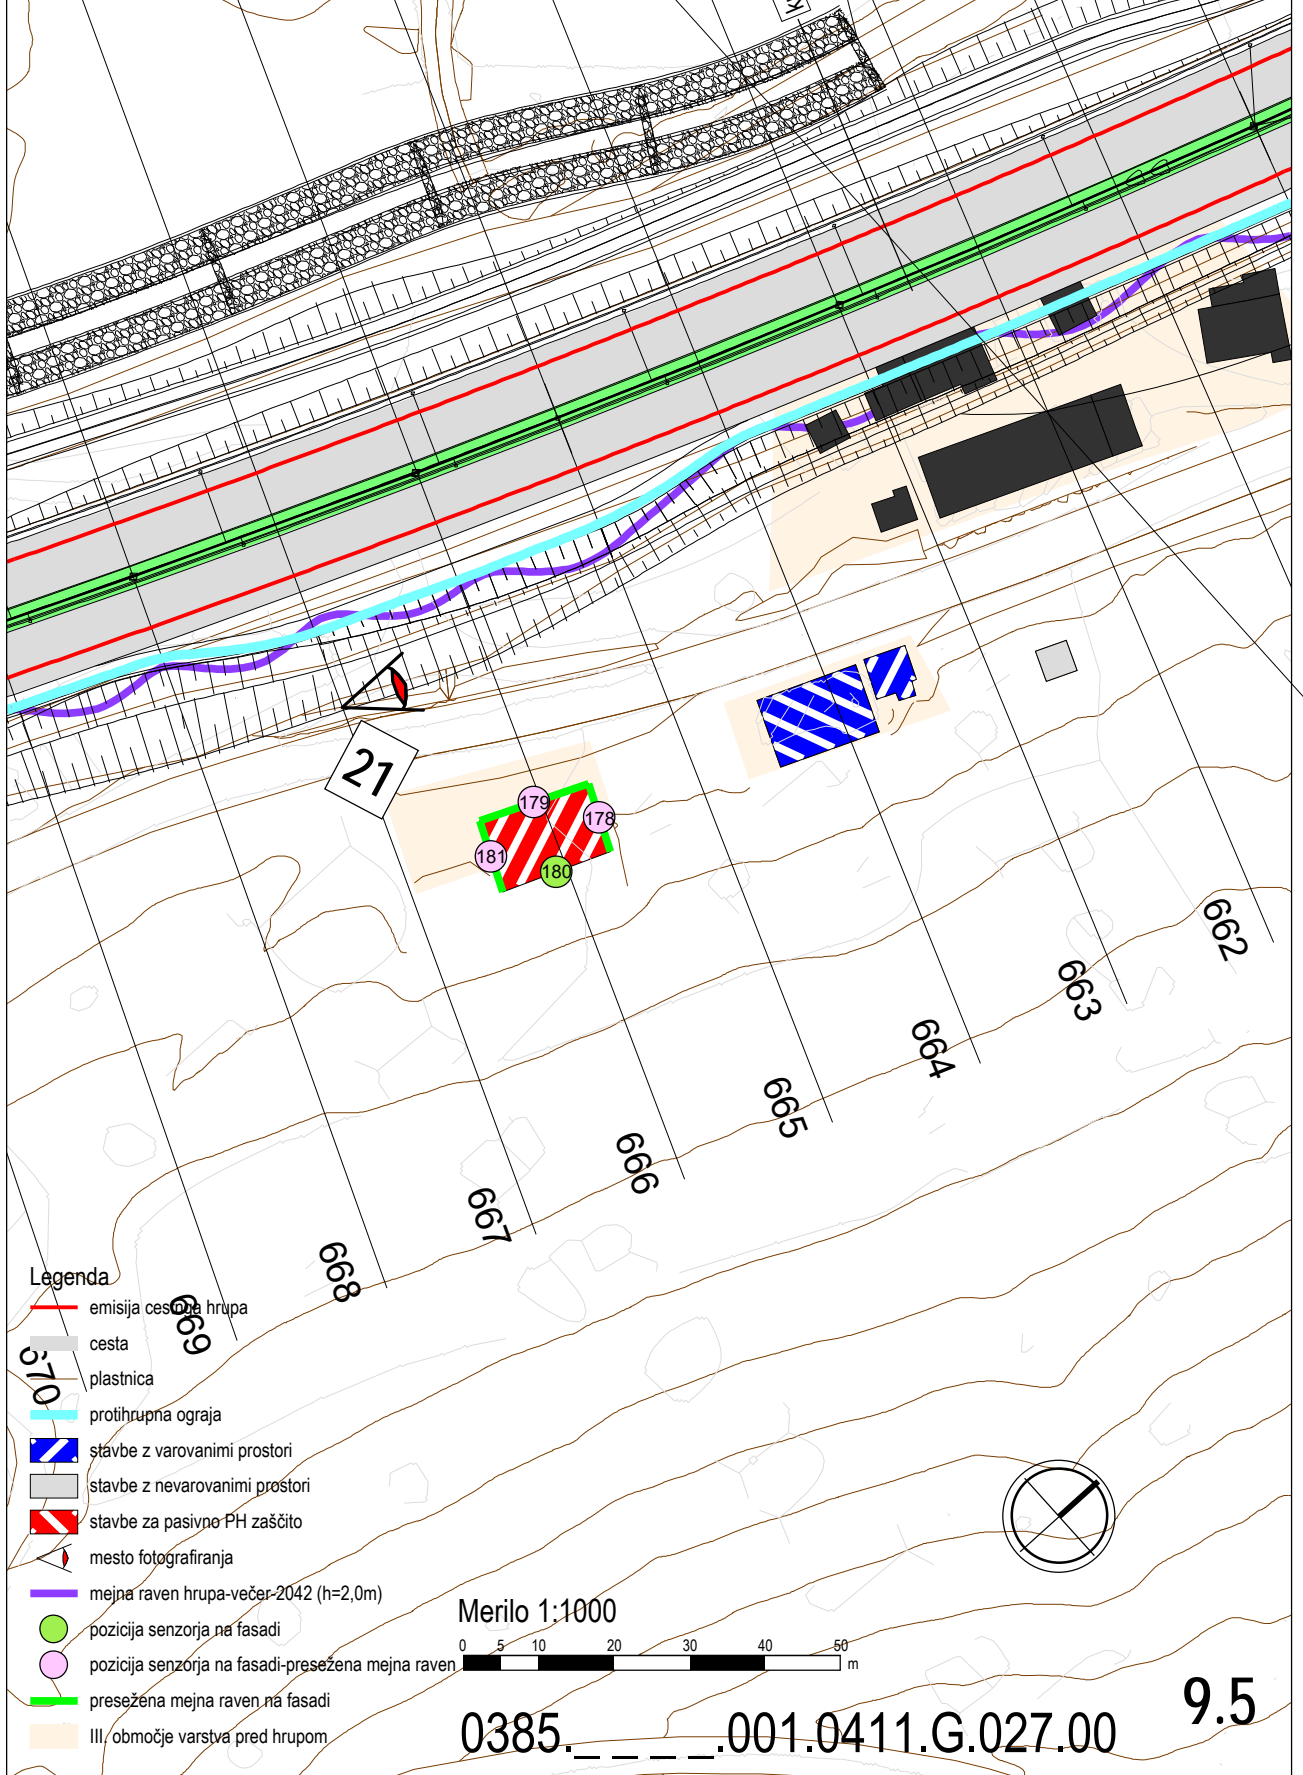 k
21
179
178
181
180
662
663
664
665
666
667
668
669
670
Legenda
emisija cestnega hrupa
cesta
plastnica
protihrupna ograja
stavbe z varovanimi prostori
stavbe z nevarovanimi prostori
stavbe za pasivno PH zaščito
mesto fotografiranja
mejna raven hrupa-večer-2042 (h=2,0m)
pozicija senzorja na fasadi
pozicija senzorja na fasadi-presežena mejna raven
presežena mejna raven na fasadi
III. območje varstva pred hrupom
Merilo 1:1000
0 5 10 20 30 40 50
m
9.5
0385._ _ _ _.001.0411.G.027.00